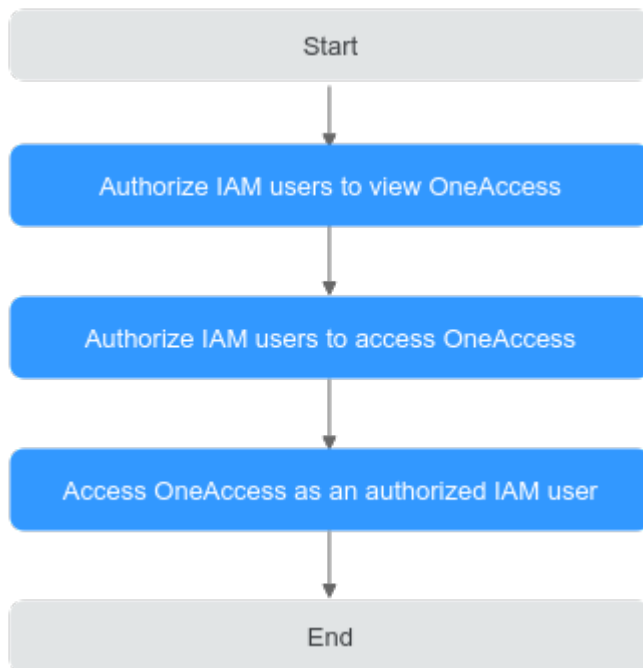 Start
Authorize IAM users to view OneAccess
Authorize IAM users to access OneAccess
Access OneAccess as an authorized IAM user
End